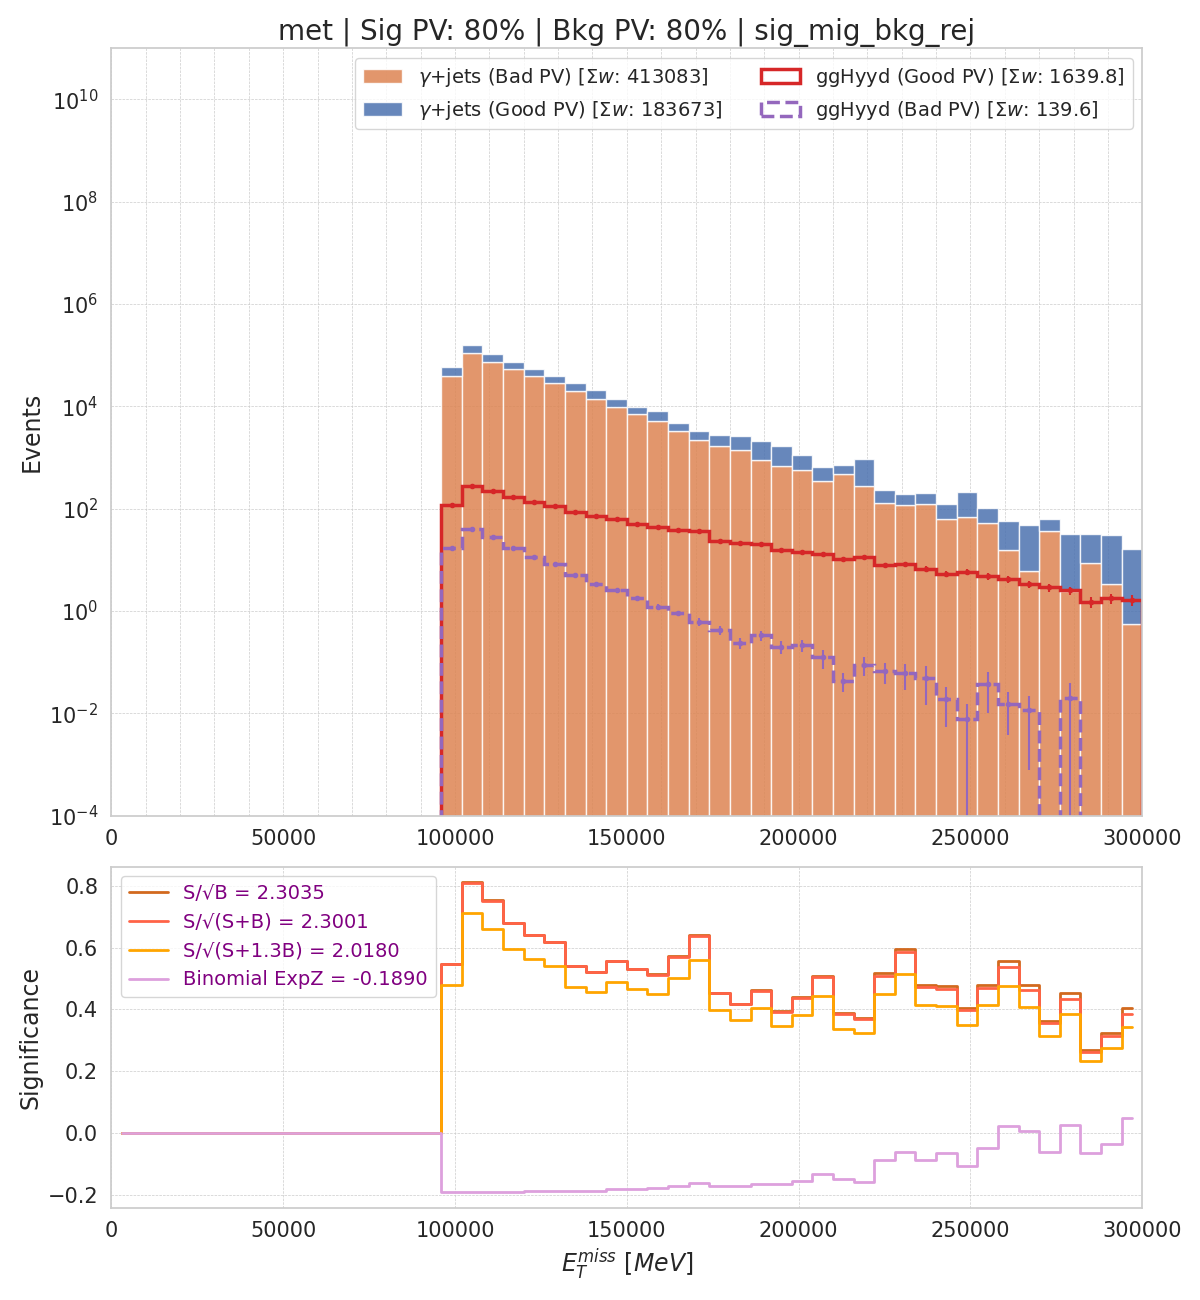 met | Sig PV: 80% | Bkg PV: 80% | sig_mig_bkg_rej
γ+jets (Bad PV) [Σw: 413083]
γ+jets (Good PV) [Σw: 183673]
ggHyyd (Good PV) [Σw: 1639.8]
ggHyyd (Bad PV) [Σw: 139.6]
Events
10^10
10^8
10^6
10^4
10^2
10^0
10^−2
10^−4
0 50000 100000 150000 200000 250000 300000
S/√B = 2.3035
S/√(S+B) = 2.3001
S/√(S+1.3B) = 2.0180
Binomial ExpZ = -0.1890
Significance
0.8
0.6
0.4
0.2
0.0
−0.2
0 50000 100000 150000 200000 250000 300000
E_T^miss [MeV]